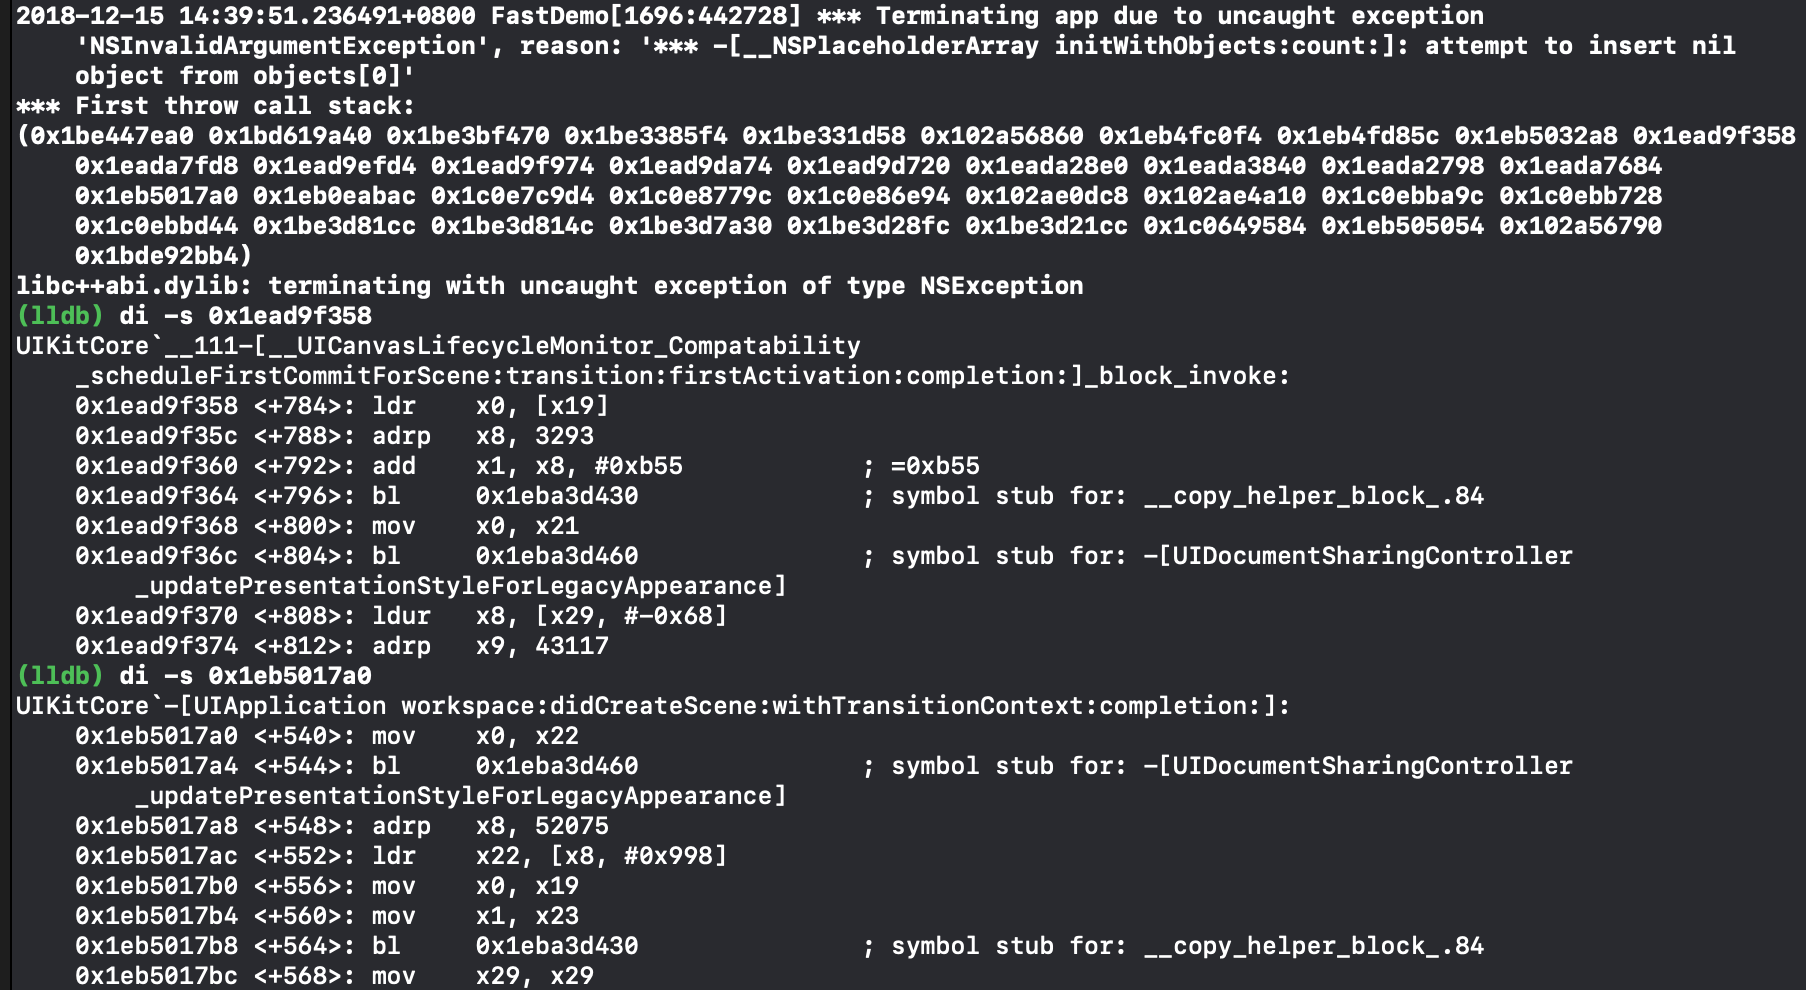 2018-12-15 14:39:51.236491+0800 FastDemo[1696:442728] *** Terminating app due to uncaught exception
'NSInvalidArgumentException', reason: '*** -[__NSPlaceholderArray initWithObjects:count:]: attempt to insert nil
object from objects[0]'
*** First throw call stack:
(0x1be447ea0 0x1bd619a40 0x1be3bf470 0x1be3385f4 0x1be331d58 0x102a56860 0x1eb4fc0f4 0x1eb4fd85c 0x1eb5032a8 0x1ead9f358
0x1eada7fd8 0x1ead9efd4 0x1ead9f974 0x1ead9da74 0x1ead9d720 0x1eada28e0 0x1eada3840 0x1eada2798 0x1eada7684
0x1eb5017a0 0x1eb0eabac 0x1c0e7c9d4 0x1c0e8779c 0x1c0e86e94 0x102ae0dc8 0x102ae4a10 0x1c0ebba9c 0x1c0ebb728
0x1c0ebbd44 0x1be3d81cc 0x1be3d814c 0x1be3d7a30 0x1be3d28fc 0x1be3d21cc 0x1c0649584 0x1eb505054 0x102a56790
0x1bde92bb4)
libc++abi.dylib: terminating with uncaught exception of type NSException
(lldb) di -s 0x1ead9f358
UIKitCore`__111-[__UICanvasLifecycleMonitor_Compatability
_scheduleFirstCommitForScene:transition:firstActivation:completion:]_block_invoke:
0x1ead9f358 <+784>: ldr    x0, [x19]
0x1ead9f35c <+788>: adrp   x8, 3293
0x1ead9f360 <+792>: add    x1, x8, #0xb55            ; =0xb55
0x1ead9f364 <+796>: bl     0x1eba3d430               ; symbol stub for: __copy_helper_block_.84
0x1ead9f368 <+800>: mov    x0, x21
0x1ead9f36c <+804>: bl     0x1eba3d460               ; symbol stub for: -[UIDocumentSharingController
_updatePresentationStyleForLegacyAppearance]
0x1ead9f370 <+808>: ldur   x8, [x29, #-0x68]
0x1ead9f374 <+812>: adrp   x9, 43117
(lldb) di -s 0x1eb5017a0
UIKitCore`-[UIApplication workspace:didCreateScene:withTransitionContext:completion:]:
0x1eb5017a0 <+540>: mov    x0, x22
0x1eb5017a4 <+544>: bl     0x1eba3d460               ; symbol stub for: -[UIDocumentSharingController
_updatePresentationStyleForLegacyAppearance]
0x1eb5017a8 <+548>: adrp   x8, 52075
0x1eb5017ac <+552>: ldr    x22, [x8, #0x998]
0x1eb5017b0 <+556>: mov    x0, x19
0x1eb5017b4 <+560>: mov    x1, x23
0x1eb5017b8 <+564>: bl     0x1eba3d430               ; symbol stub for: __copy_helper_block_.84
0x1eb5017bc <+568>: mov    x29, x29